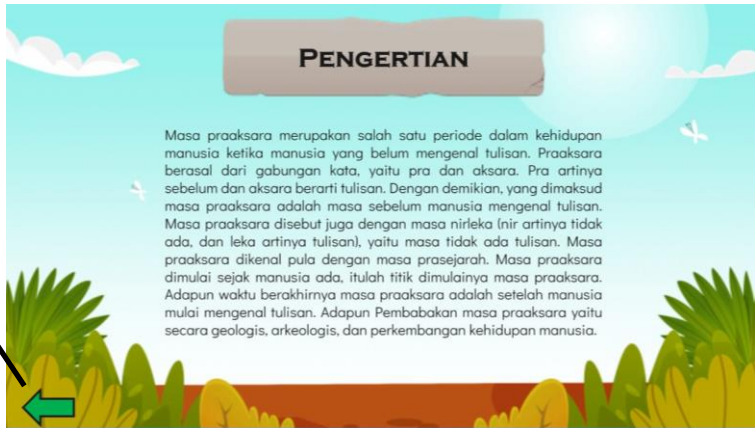 PENGERTIAN
Masa praaksara merupakan salah satu periode dalam kehidupan
manusia ketika manusia yang belum mengenal tulisan. Praaksara
berasal dari gabungan kata, yaitu pra dan aksara. Pra artinya
sebelum dan aksara berarti tulisan. Dengan demikian, yang dimaksud
masa praaksara adalah masa sebelum manusia mengenal tulisan.
Masa praaksara disebut juga dengan masa nirleka (nir artinya tidak
ada, dan leka artinya tulisan), yaitu masa tidak ada tulisan. Masa
praaksara dikenal pula dengan masa prasejarah. Masa praaksara
dimulai sejak manusia ada, itulah titik dimulainya masa praaksara.
Adapun waktu berakhirnya masa praaksara adalah setelah manusia
mulai mengenal tulisan. Adapun Pembabakan masa praaksara yaitu
secara geologis, arkeologis, dan perkembangan kehidupan manusia.